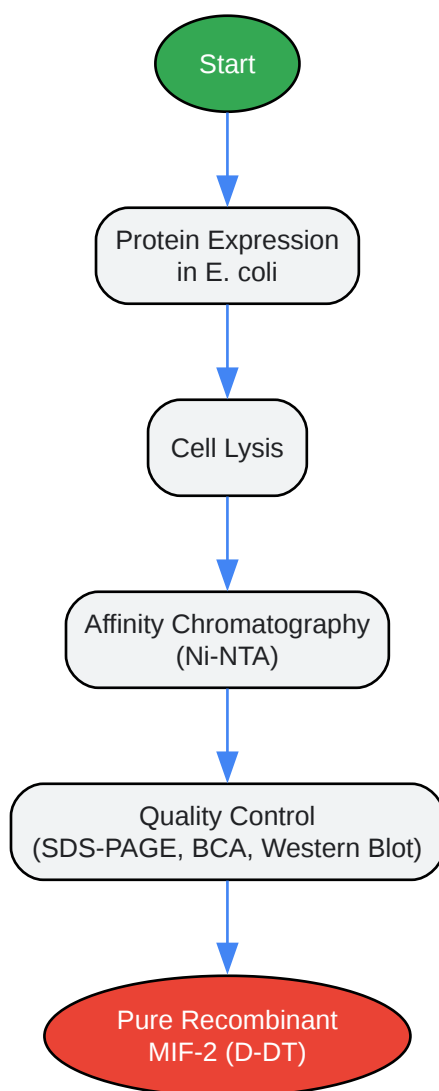 Start
Protein Expression
in E. coli
Cell Lysis
Affinity Chromatography
(Ni-NTA)
Quality Control
(SDS-PAGE, BCA, Western Blot)
Pure Recombinant
MIF-2 (D-DT)